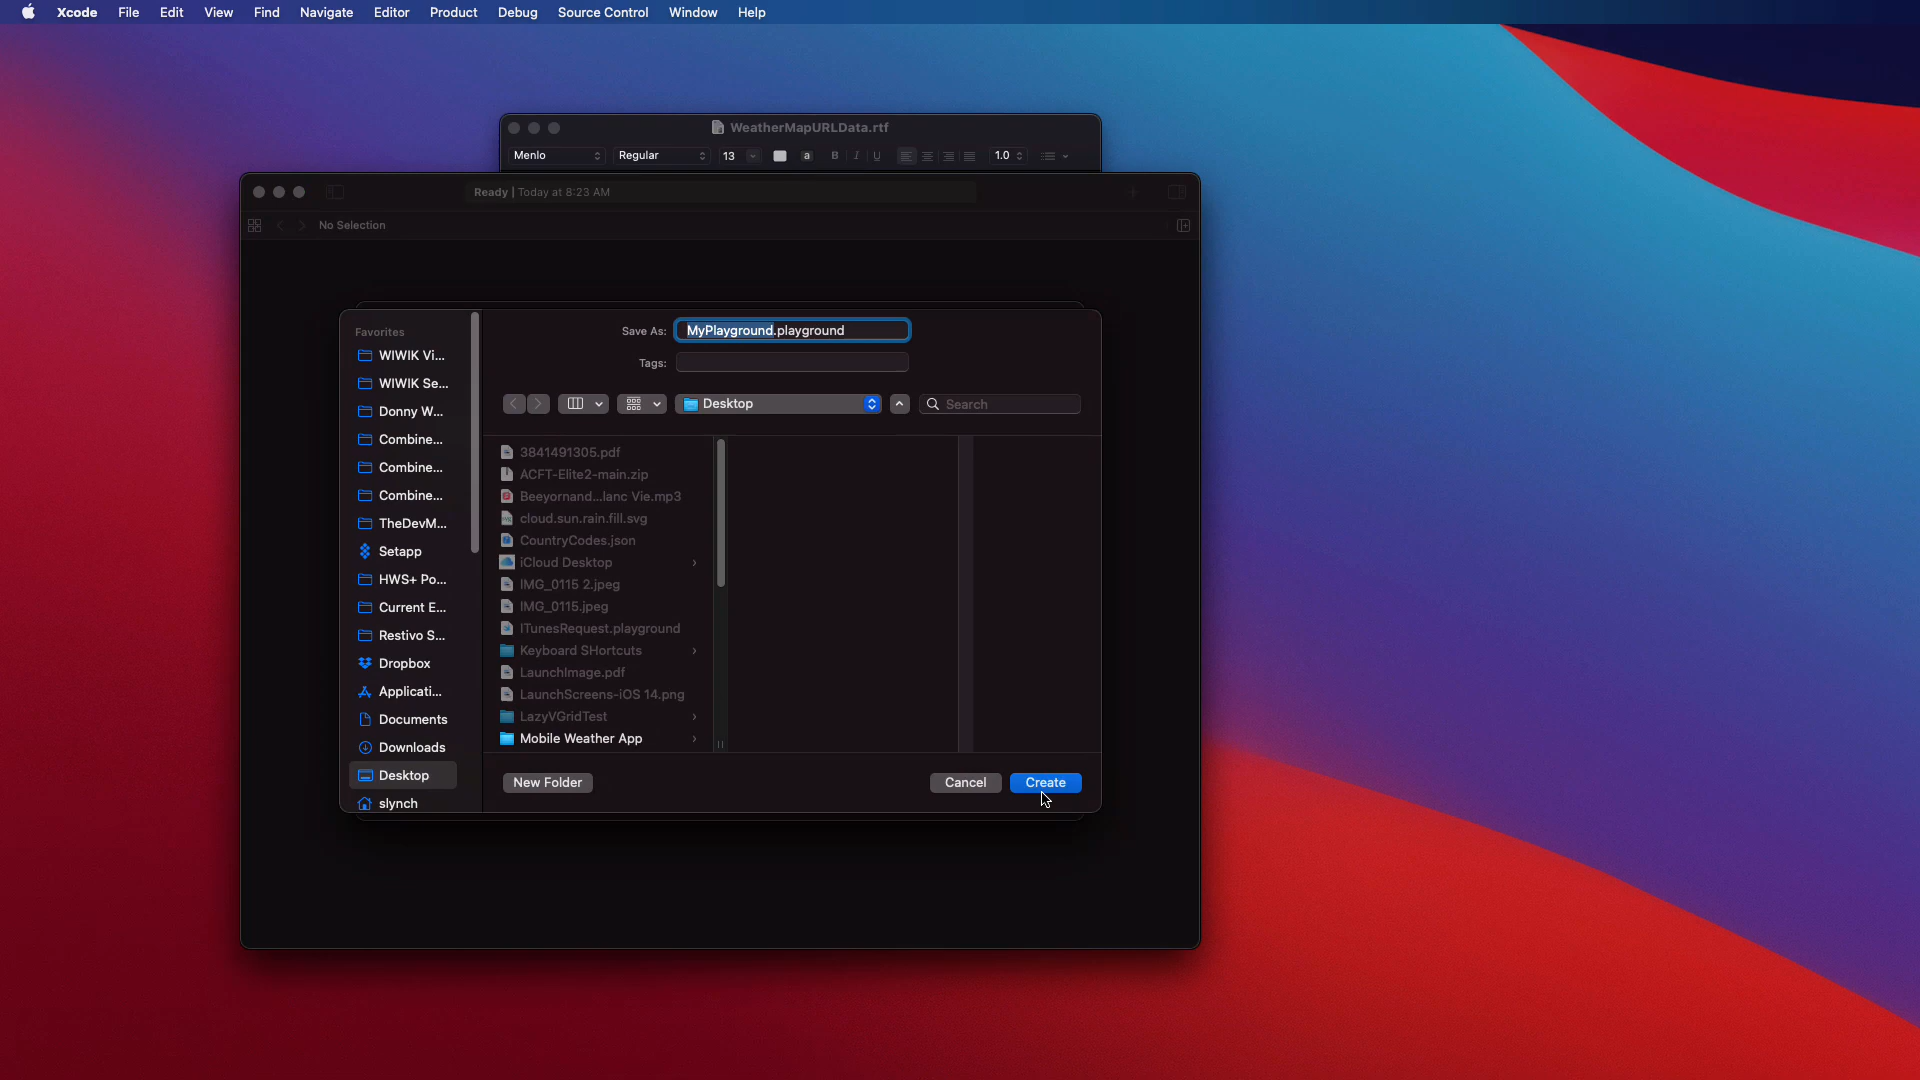 Xcode File Edit View Find Navigate Editor Product Debug Source Control Window Help
WeatherMapURLData.rtf
Menlo Regular 13 a B I U 1.0
Ready | Today at 8:23 AM
No Selection
Favorites
WIWIK Vi...
WIWIK Se...
Donny W...
Combine...
Combine...
Combine...
TheDevM...
Setapp
HWS+ Po...
Current E...
Restivo S...
Dropbox
Applicati...
Documents
Downloads
Desktop
slynch
Save As: MyPlayground.playground
Tags:
Desktop Search
3841491305.pdf
ACFT-Elite2-main.zip
Beeyornand...lanc Vie.mp3
cloud.sun.rain.fill.svg
CountryCodes.json
iCloud Desktop
IMG_0115 2.jpeg
IMG_0115.jpeg
ITunesRequest.playground
Keyboard SHortcuts
LaunchImage.pdf
LaunchScreens-iOS 14.png
LazyVGridTest
Mobile Weather App
New Folder Cancel Create